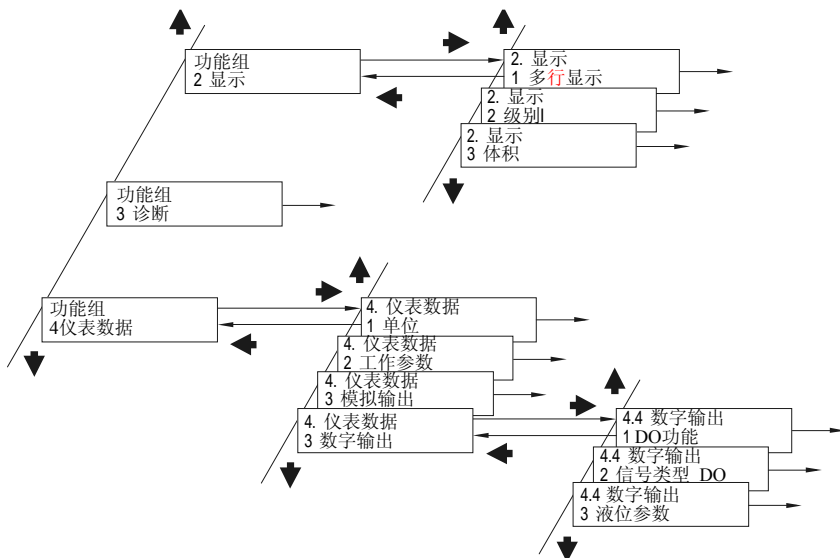 功能组
2 显示
2. 显示
1 多行显示
2. 显示
2 级别I
2. 显示
3 体积
功能组
3 诊断
功能组
4仪表数据
4. 仪表数据
1 单位
4. 仪表数据
2 工作参数
4. 仪表数据
3 模拟输出
4. 仪表数据
3 数字输出
4.4 数字输出
1 DO功能
4.4 数字输出
2 信号类型 DO
4.4 数字输出
3 液位参数